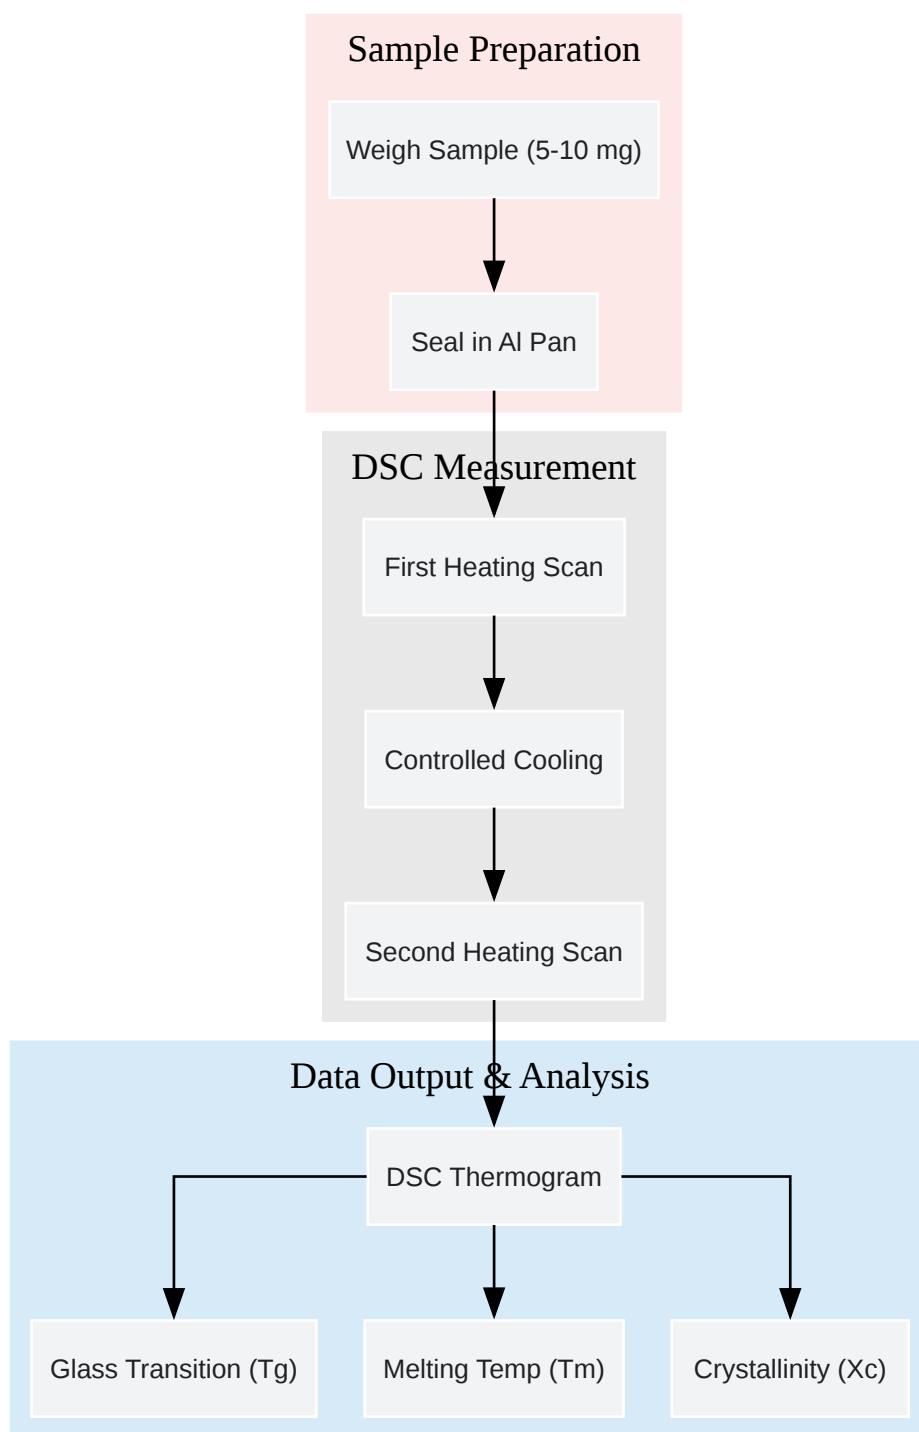 Sample Preparation
Weigh Sample (5-10 mg)
Seal in Al Pan
DSC Measurement
First Heating Scan
Controlled Cooling
Second Heating Scan
Data Output & Analysis
DSC Thermogram
Glass Transition (Tg)
Melting Temp (Tm)
Crystallinity (Xc)